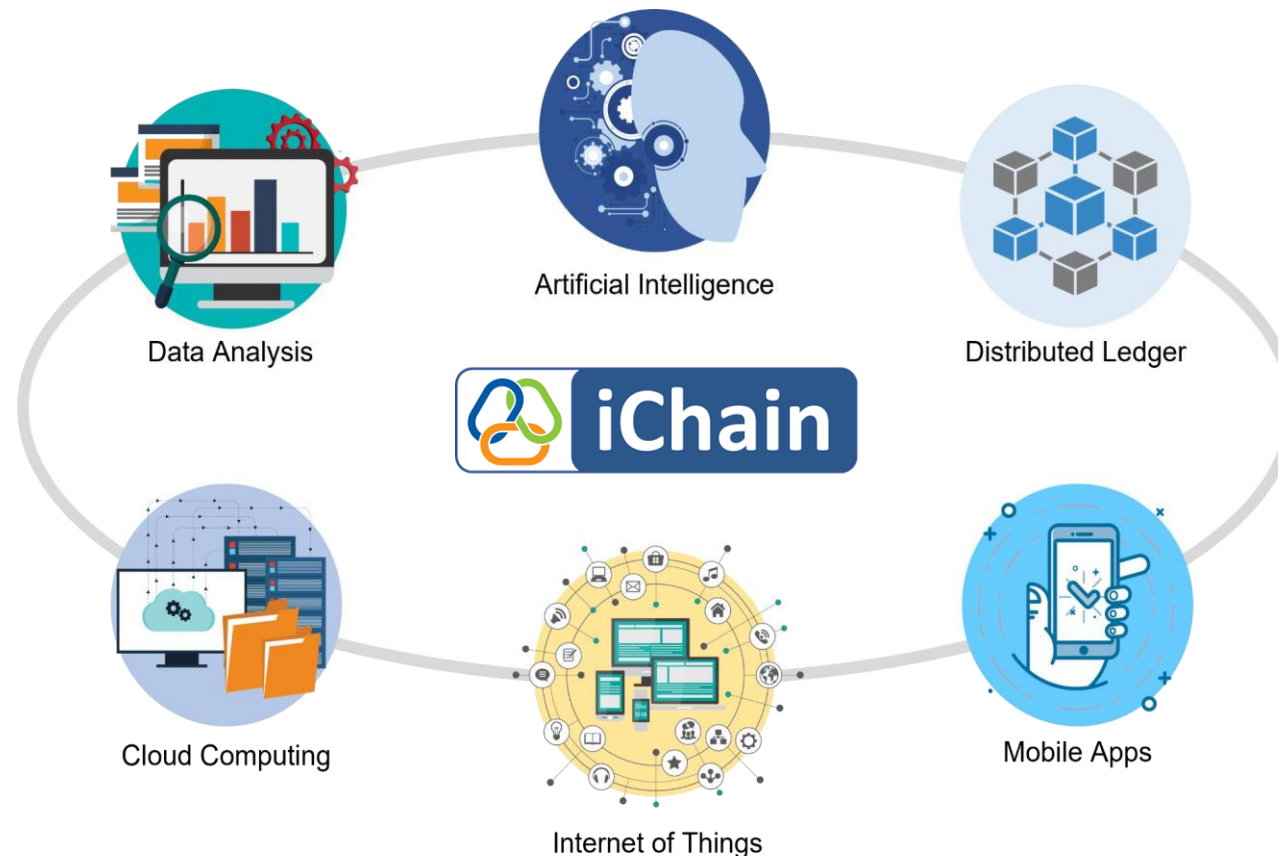 Artificial Intelligence
Data Analysis
Distributed Ledger
iChain
Cloud Computing
Mobile Apps
Internet of Things